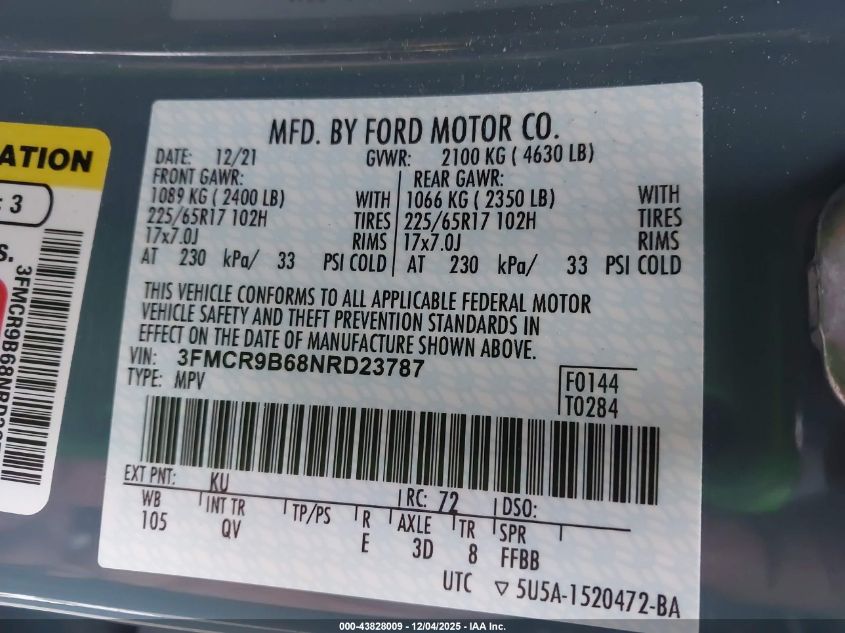 ATION
: 3
S.
3FMCR9B68NRD23
MFD. BY FORD MOTOR CO.
DATE: 12/21 GVWR: 2100 KG ( 4630 LB)
FRONT GAWR: REAR GAWR:
1089 KG ( 2400 LB) WITH 1066 KG ( 2350 LB) WITH
225/65R17 102H TIRES 225/65R17 102H TIRES
17x7.0J RIMS 17x7.0J RIMS
AT 230 kPa/ 33 PSI COLD AT 230 kPa/ 33 PSI COLD
THIS VEHICLE CONFORMS TO ALL APPLICABLE FEDERAL MOTOR
VEHICLE SAFETY AND THEFT PREVENTION STANDARDS IN
EFFECT ON THE DATE OF MANUFACTURE SHOWN ABOVE.
VIN: 3FMCR9B68NRD23787
TYPE: MPV
F0144
T0284
EXT PNT: KU RC: 72 DSO:
WB INT TR TP/PS R AXLE TR SPR
105 QV E 3D 8 FFBB
UTC ▽ 5U5A-1520472-BA
000-43828009 - 12/04/2025 - IAA Inc.